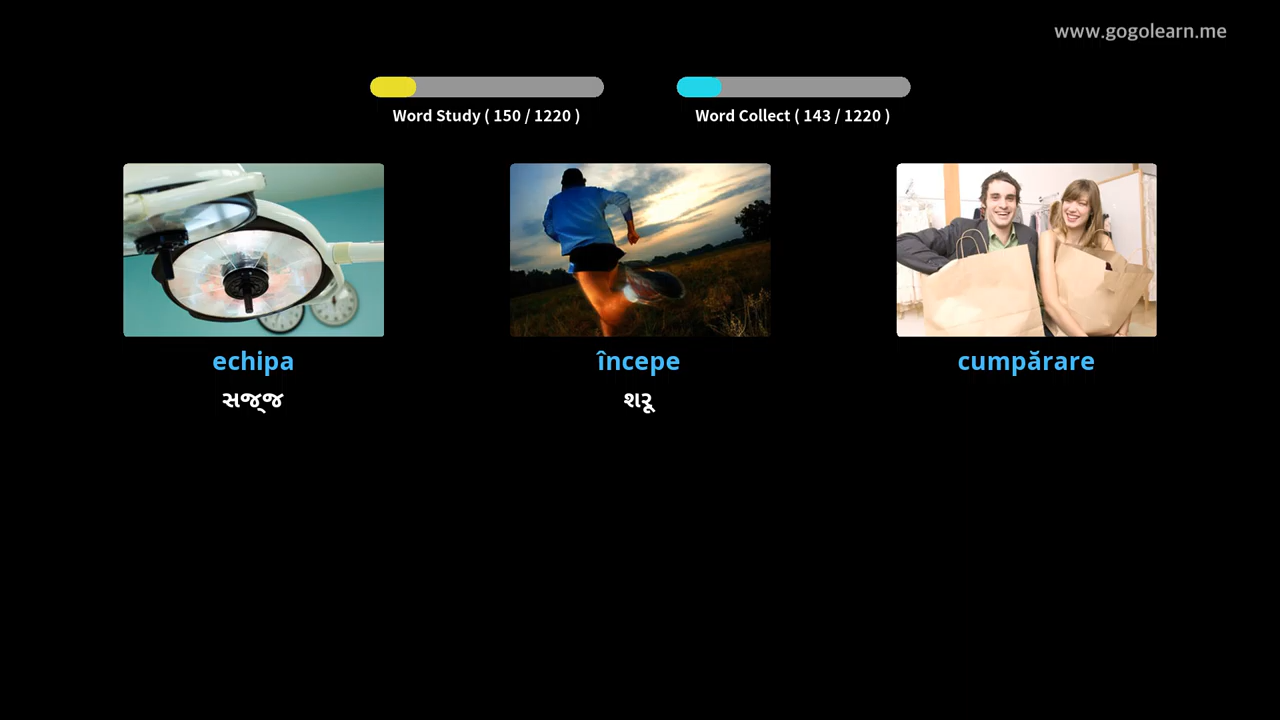 www.gogolearn.me
Word Study ( 150 / 1220 )
Word Collect ( 143 / 1220 )
echipa
începe
cumpărare
સજ્જ
શરૂ